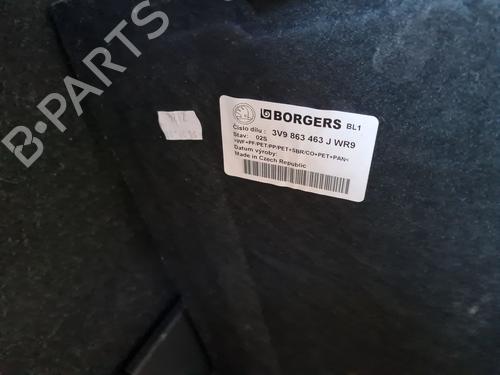 B-PARTS
BORGERS BL1
Číslo dílu : 3V9 863 463 J WR9
Stav: 02S
>WF+PF/PET/PP/PET+SBR/CO+PET+PAN<
Datum výroby:
Made in Czech Republic